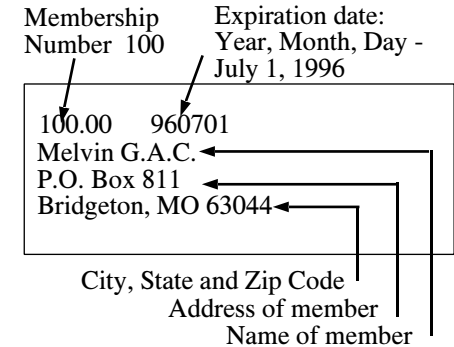 Membership
Number 100
Expiration date:
Year, Month, Day -
July 1, 1996
100.00 960701
Melvin G.A.C.
P.O. Box 811
Bridgeton, MO 63044
City, State and Zip Code
Address of member
Name of member